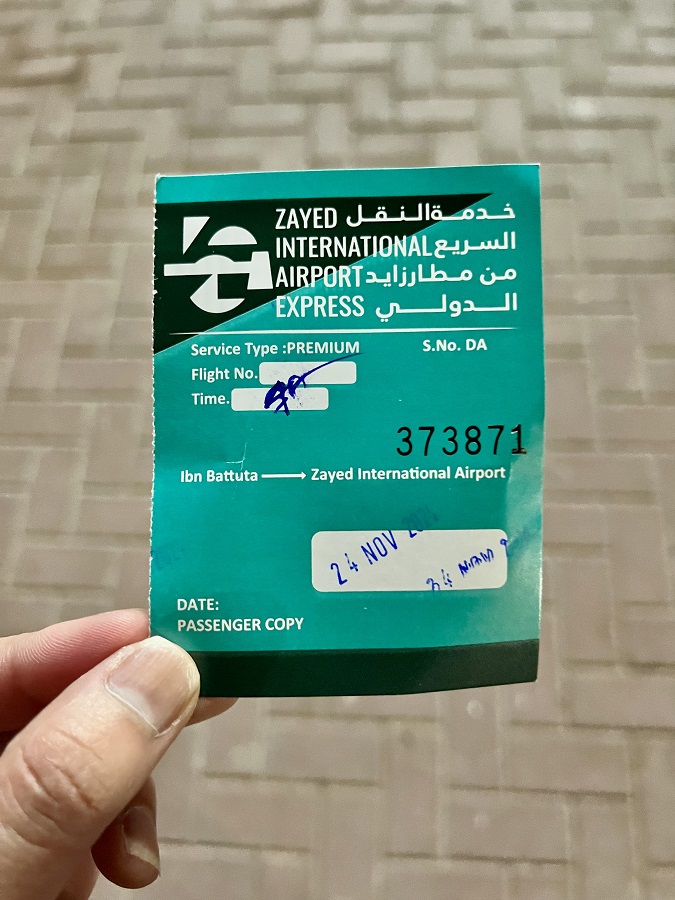 ZAYED خدمة النقل
INTERNATIONAL السريع
AIRPORT من مطار زايد
EXPRESS الدولي
Service Type :PREMIUM S.No. DA
Flight No.
Time.
373871
Ibn Battuta → Zayed International Airport
24 NOV
DATE:
PASSENGER COPY